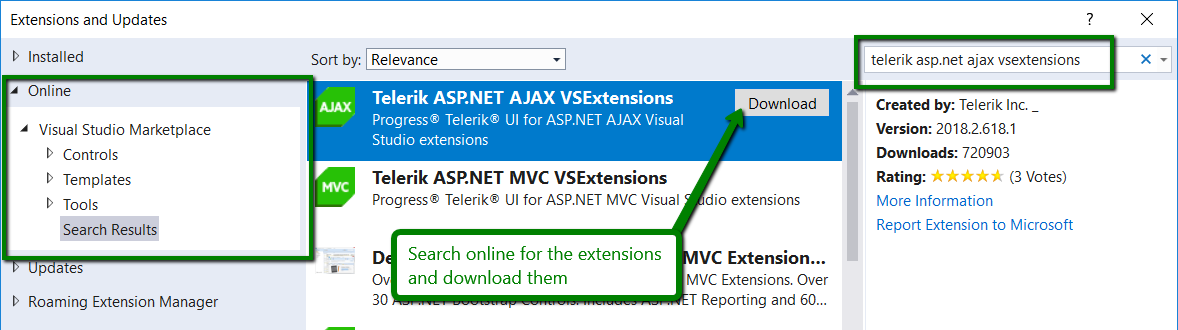 Extensions and Updates
?
Installed
Online
Visual Studio Marketplace
Controls
Templates
Tools
Search Results
Updates
Roaming Extension Manager
Sort by: Relevance
AJAX
Telerik ASP.NET AJAX VSExtensions
Download
Progress® Telerik® UI for ASP.NET AJAX Visual
Studio extensions
MVC
Telerik ASP.NET MVC VSExtensions
Progress® Telerik® UI for ASP.NET MVC Visual Studio extensions
MVC Extension...
MVC Extensions. Over
30 ASP.NET Bootstrap Controls. Includes ASP.NET Reporting and 60...
Search online for the extensions
and download them
telerik asp.net ajax vsextensions
Created by: Telerik Inc. _
Version: 2018.2.618.1
Downloads: 720903
Rating: (3 Votes)
More Information
Report Extension to Microsoft